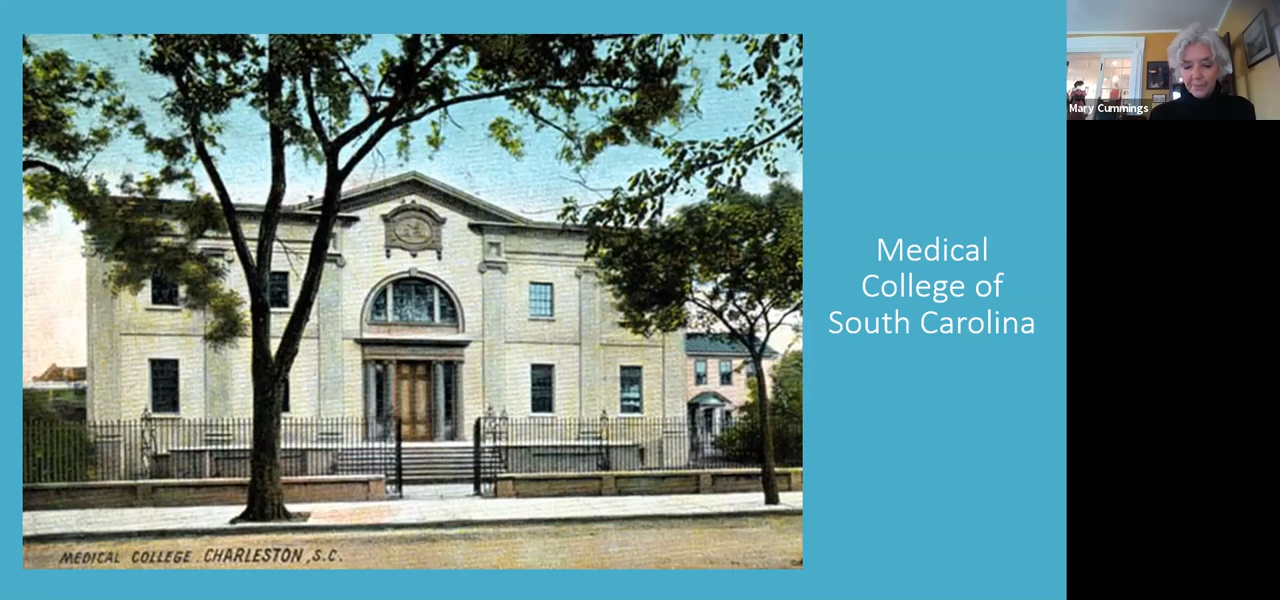 Medical
College of
South Carolina
Mary Cummings
MEDICAL COLLEGE. CHARLESTON, S.C.